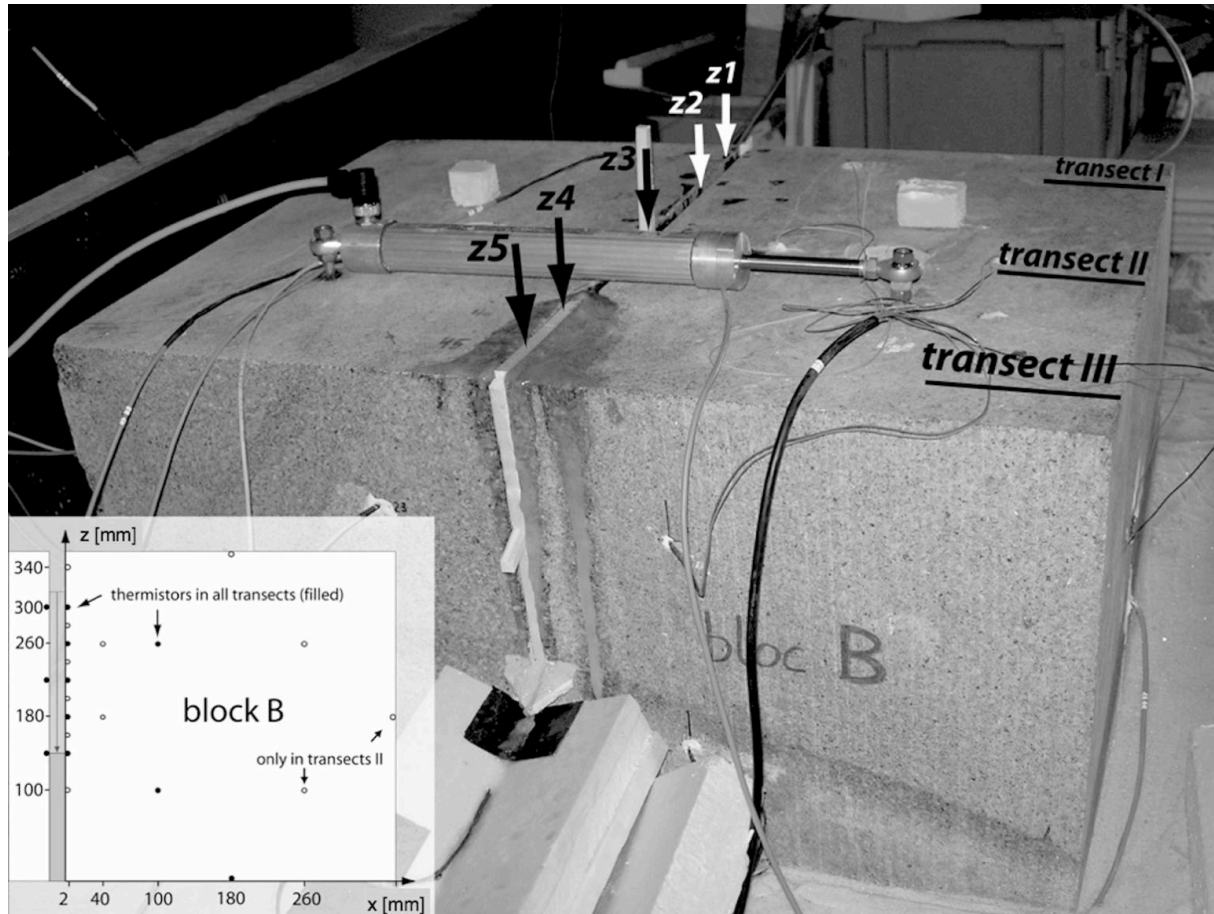 z1
z2
transect I
z3
z4
transect II
z5
transect III
23
bloc B
z [mm]
340
thermistors in all transects (filled)
300
260
block B
180
only in transects II
100
2 40 100 180 260 x [mm]